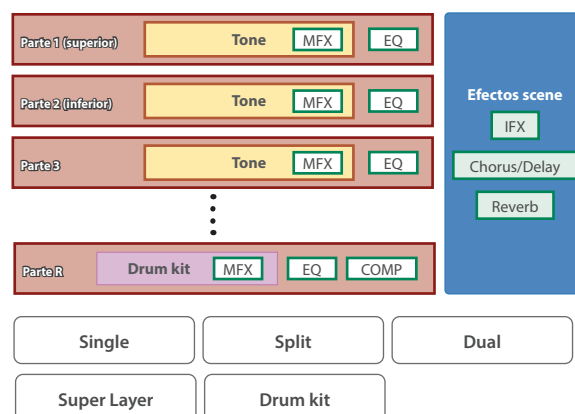 Parte 1 (superior) Tone MFX EQ
Parte 2 (inferior) Tone MFX EQ
Parte 3 Tone MFX EQ
Parte R Drum kit MFX EQ COMP
Efectos scene
IFX
Chorus/Delay
Reverb
Single Split Dual
Super Layer Drum kit